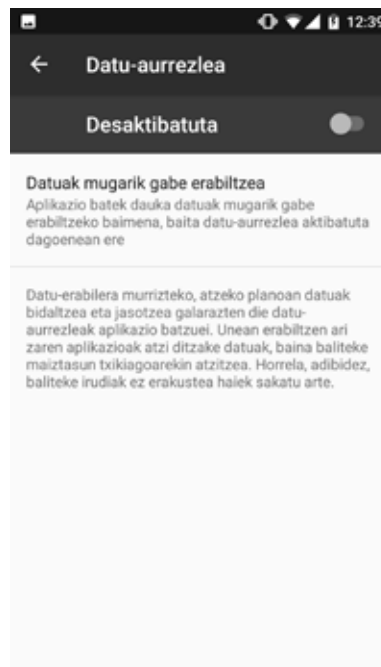 12:39
Datu-aurrezlea
Desaktibatuta
Datuak mugarik gabe erabiltzea
Aplikazio batek dauka datuak mugarik gabe
erabiltzeko baimena, baita datu-aurrezlea aktibatuta
dagoenean ere
Datu-erabilera murrizteko, atzeko planoan datuak
bidaltzea eta jasotzea galarazten die datu-
aurrezleak aplikazio batzuei. Unean erabiltzen ari
zaren aplikazioak atzi ditzake datuak, baina baliteke
maiztasun txikiagoarekin atzitzea. Horrela, adibidez,
baliteke irudiak ez erakustea haiek sakatu arte.